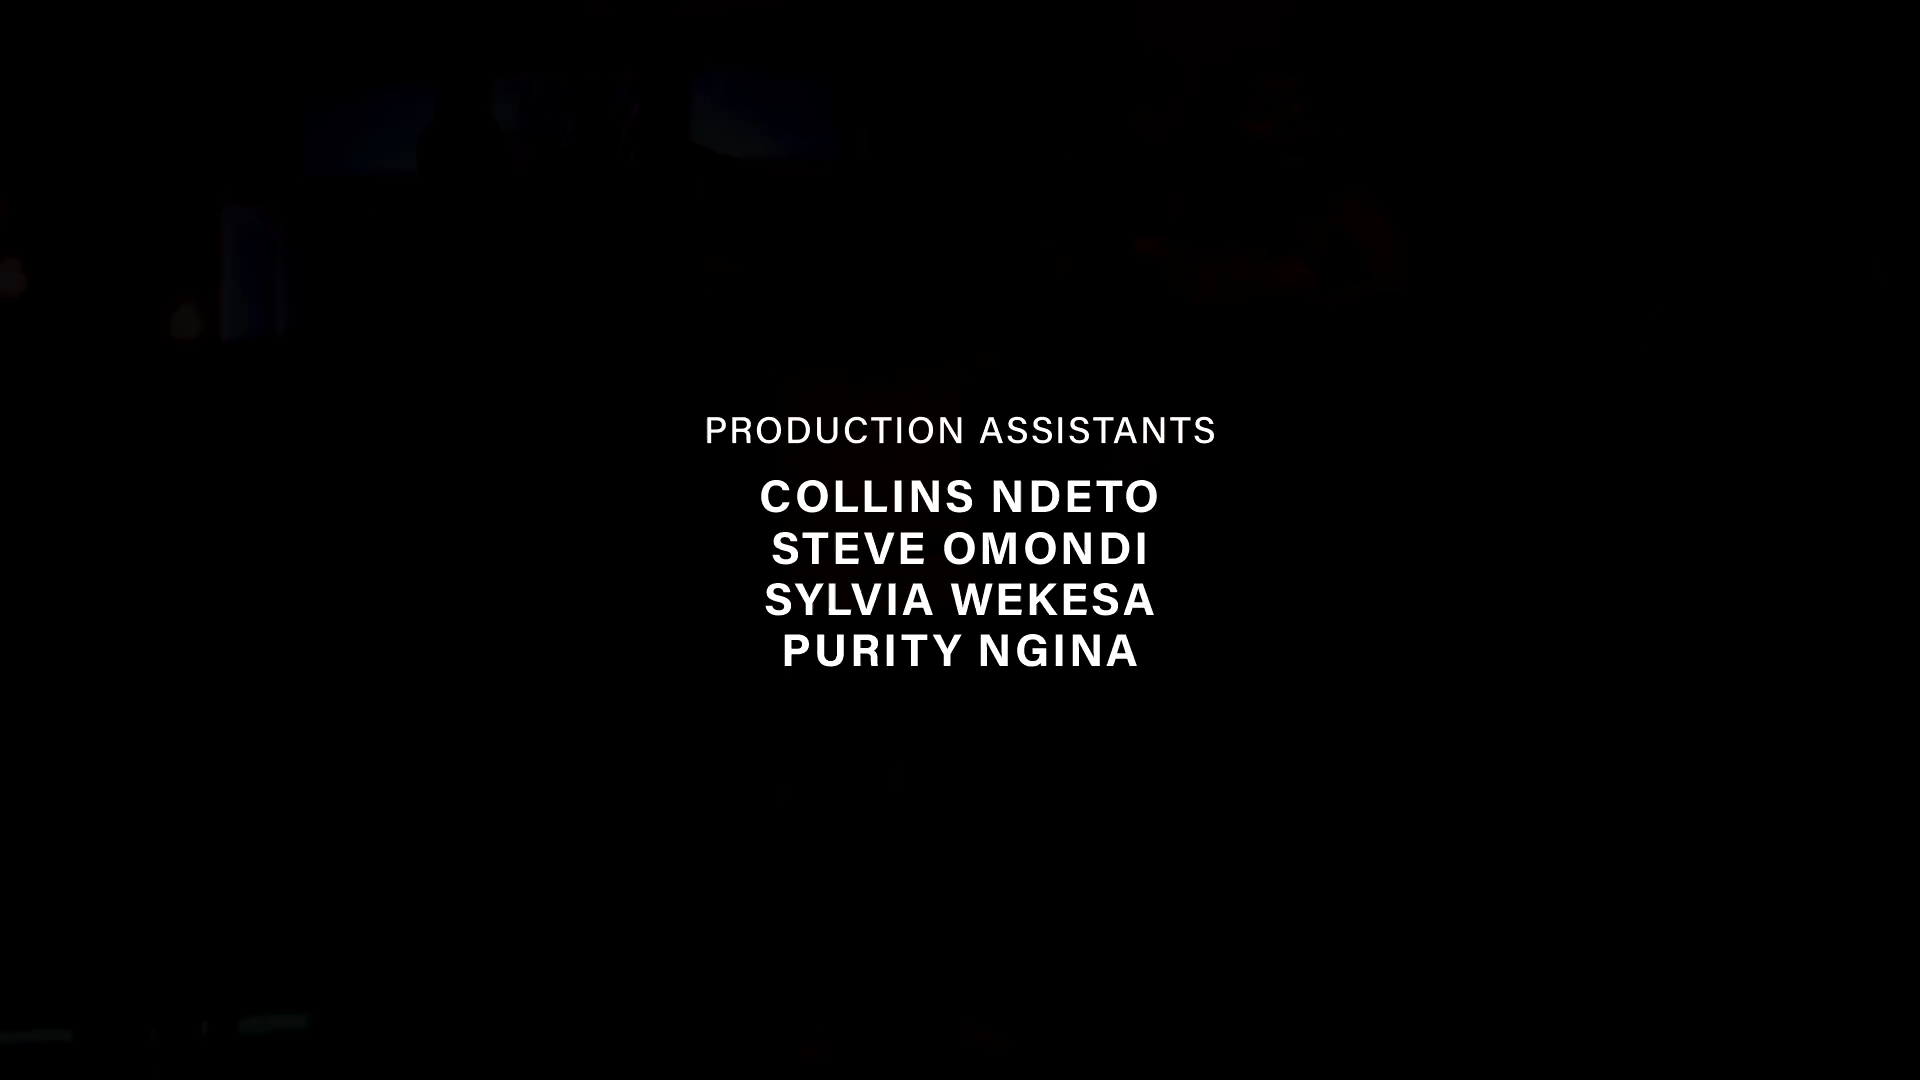 PRODUCTION ASSISTANTS
COLLINS NDETO
STEVE OMONDI
SYLVIA WEKESA
PURITY NGINA